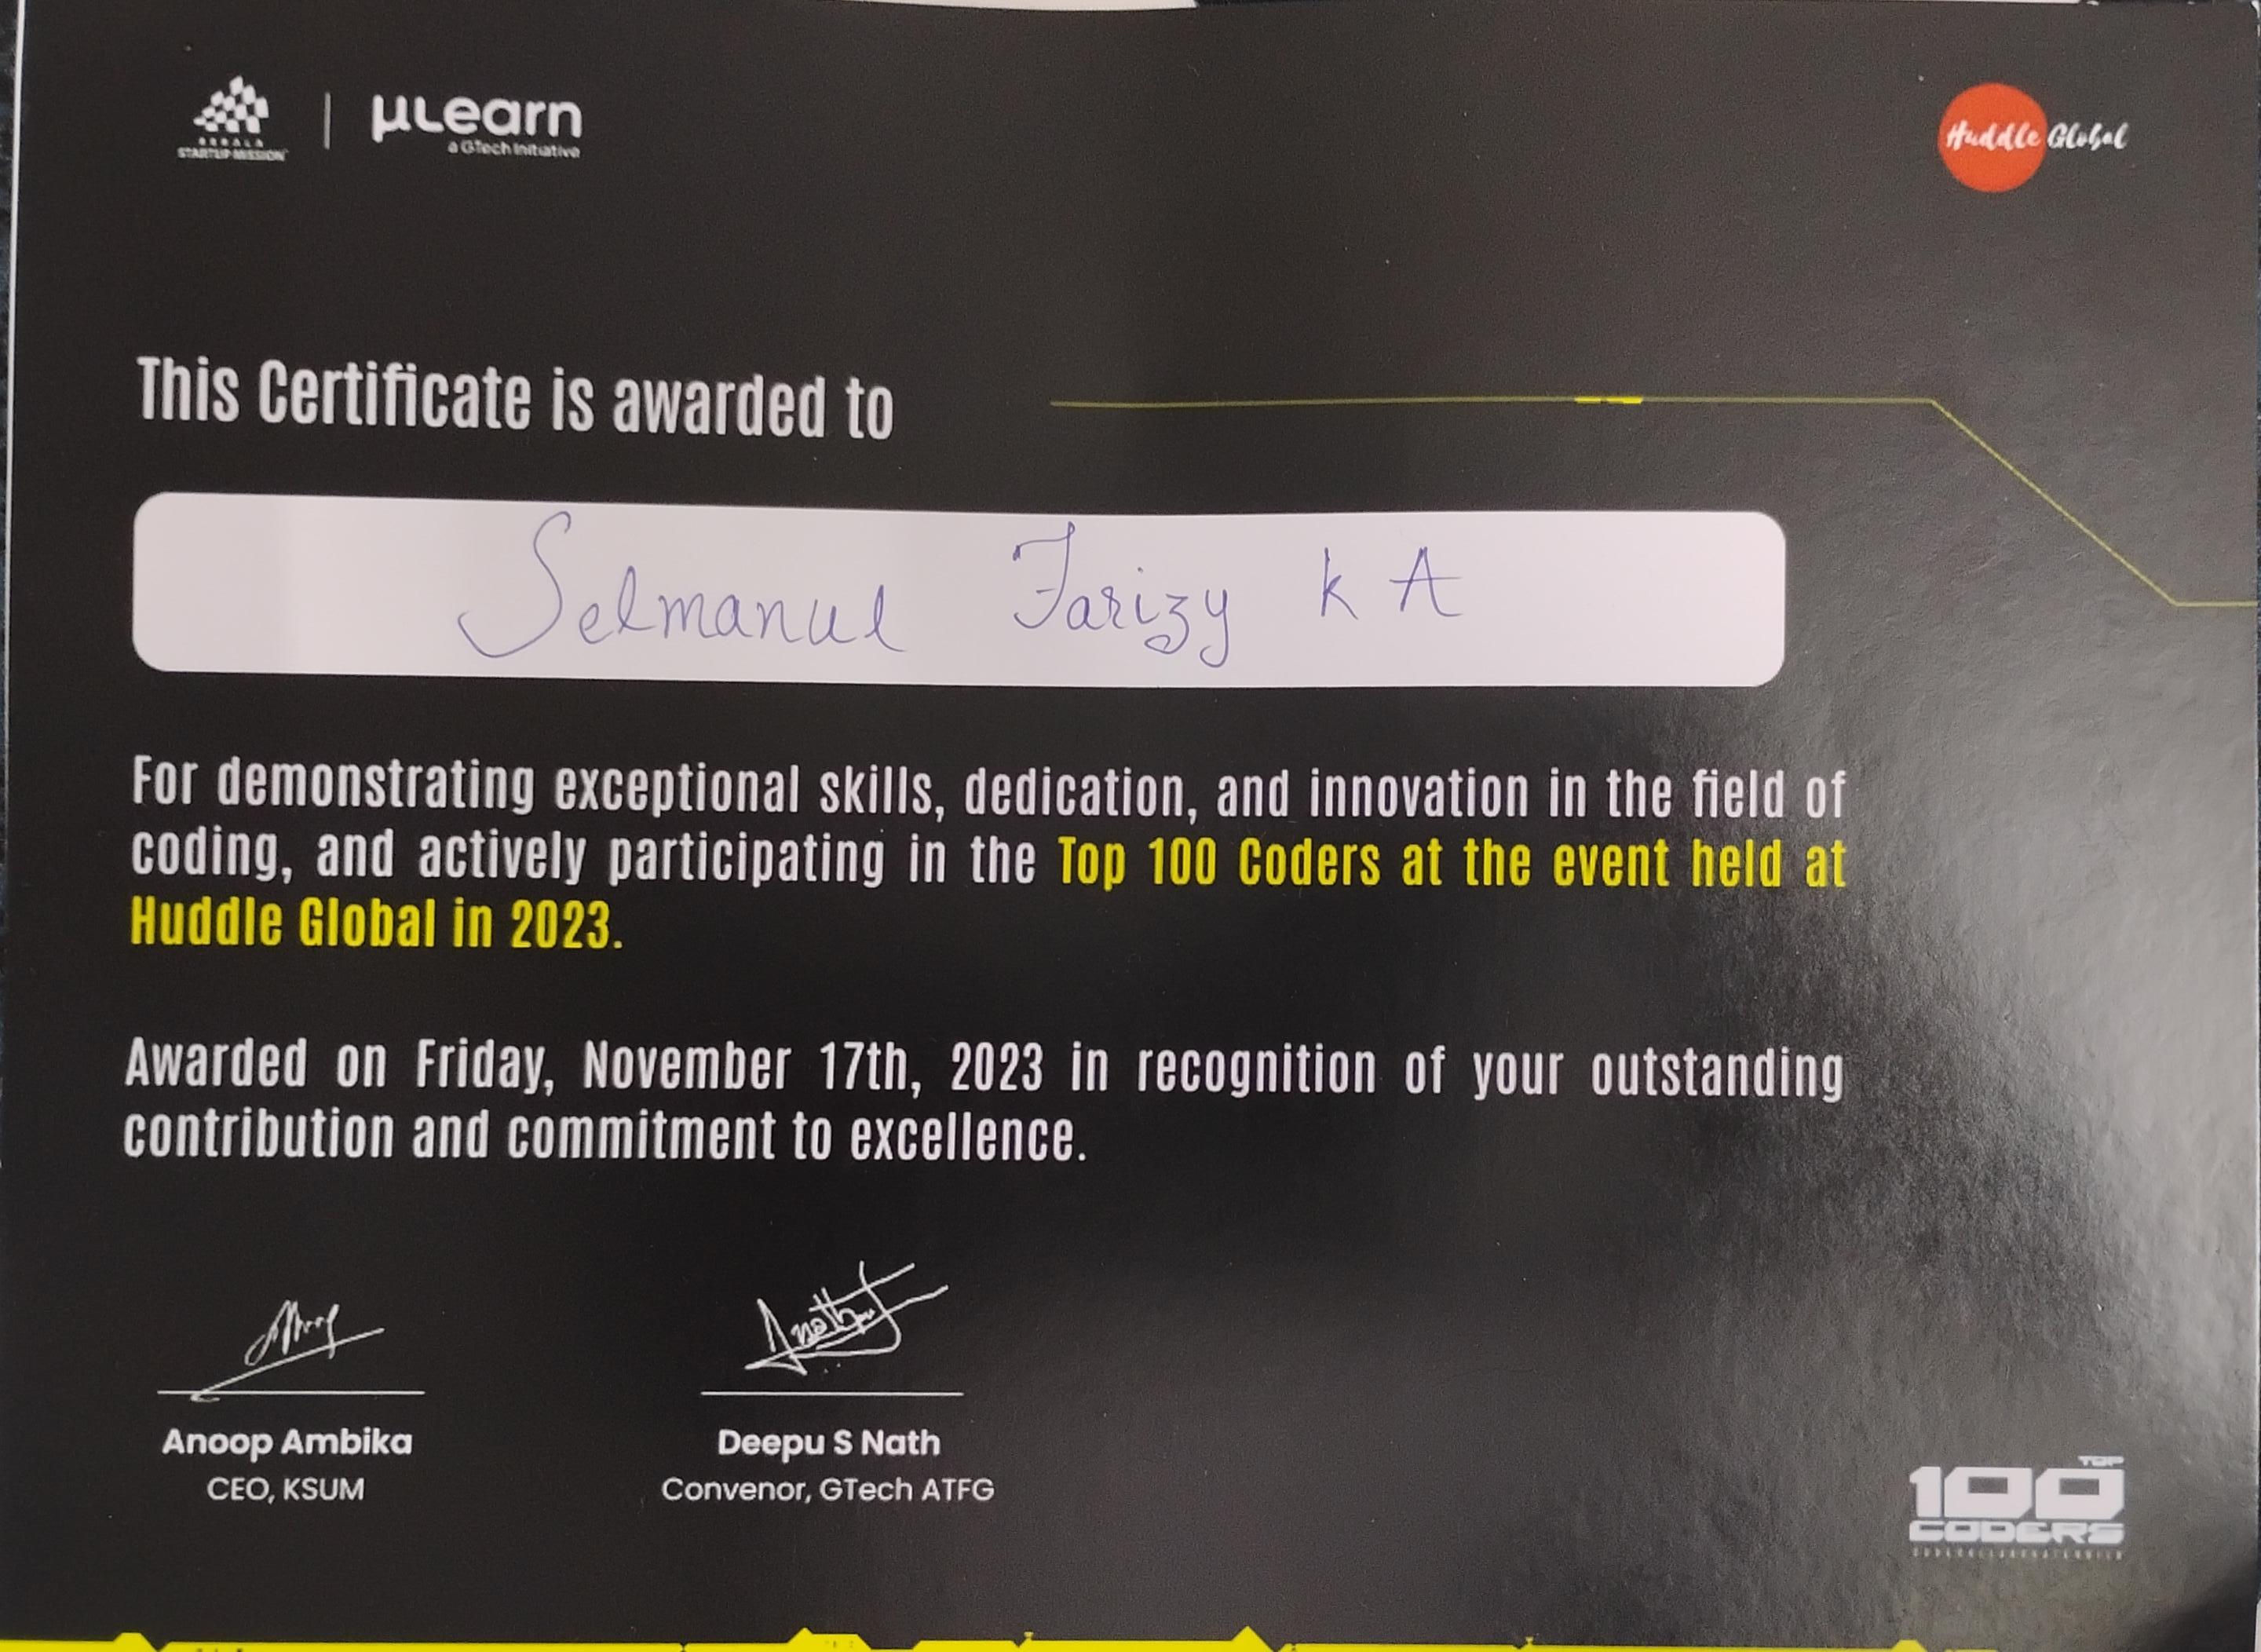 KERALA
STARTUP MISSION
µLearn
a GTech Initiative
Huddle Global
This Certificate is awarded to
Selmanul Farizy K A
For demonstrating exceptional skills, dedication, and innovation in the field of
coding, and actively participating in the Top 100 Coders at the event held at
Huddle Global in 2023.
Awarded on Friday, November 17th, 2023 in recognition of your outstanding
contribution and commitment to excellence.
Anoop Ambika
CEO, KSUM
Deepu S Nath
Convenor, GTech ATFG
TOP
100
CODERS